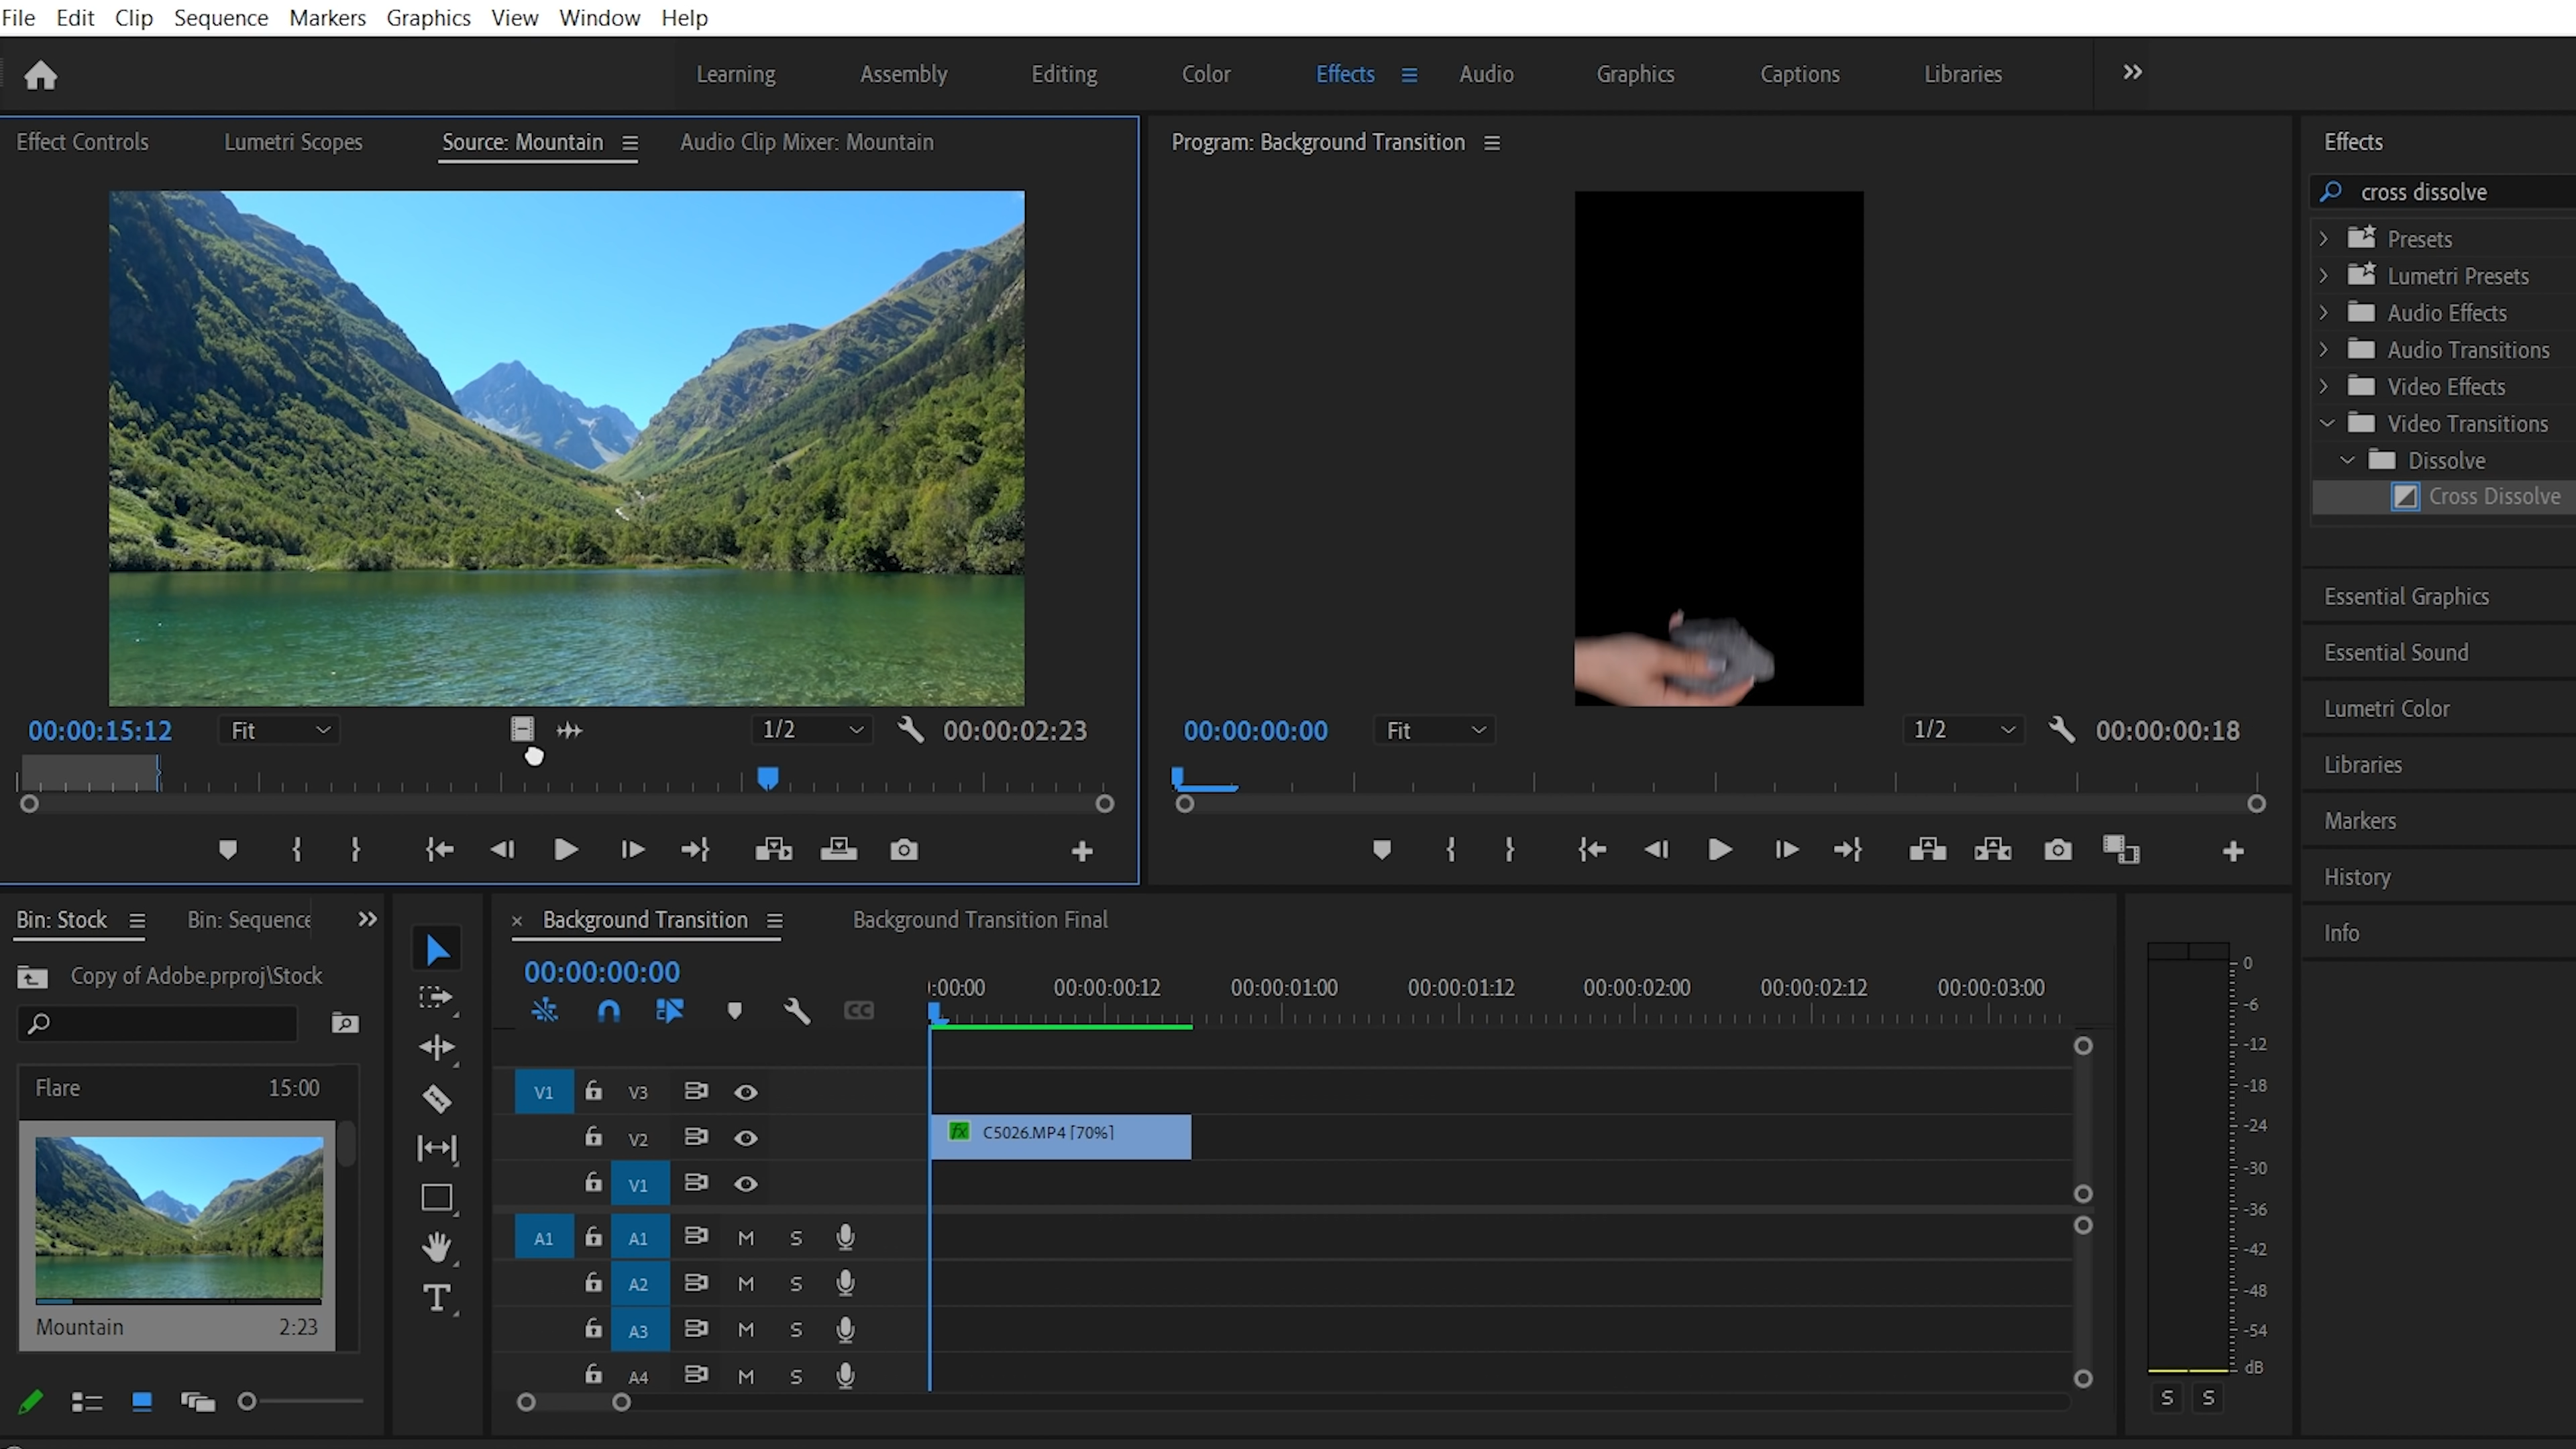 File Edit Clip Sequence Markers Graphics View Window Help
Learning Assembly Editing Color Effects Audio Graphics Captions Libraries
Effect Controls Lumetri Scopes Source: Mountain Audio Clip Mixer: Mountain
Program: Background Transition
Effects
cross dissolve
Presets
Lumetri Presets
Audio Effects
Audio Transitions
Video Effects
Video Transitions
Dissolve
Cross Dissolve
Essential Graphics
Essential Sound
Lumetri Color
Libraries
Markers
History
Info
00:00:15:12 Fit 1/2 00:00:02:23
00:00:00:00 Fit 1/2 00:00:00:18
Bin: Stock Bin: Sequence
Copy of Adobe.prproj\Stock
Flare 15:00
Mountain 2:23
T
× Background Transition Background Transition Final
00:00:00:00
CC
:00:00 00:00:00:12 00:00:01:00 00:00:01:12 00:00:02:00 00:00:02:12 00:00:03:00
V1 V3
V2
fx C5026.MP4 [70%]
V1
A1 A1 M S
A2 M S
A3 M S
A4 M S
0
-6
-12
-18
-24
-30
-36
-42
-48
-54
dB
S S